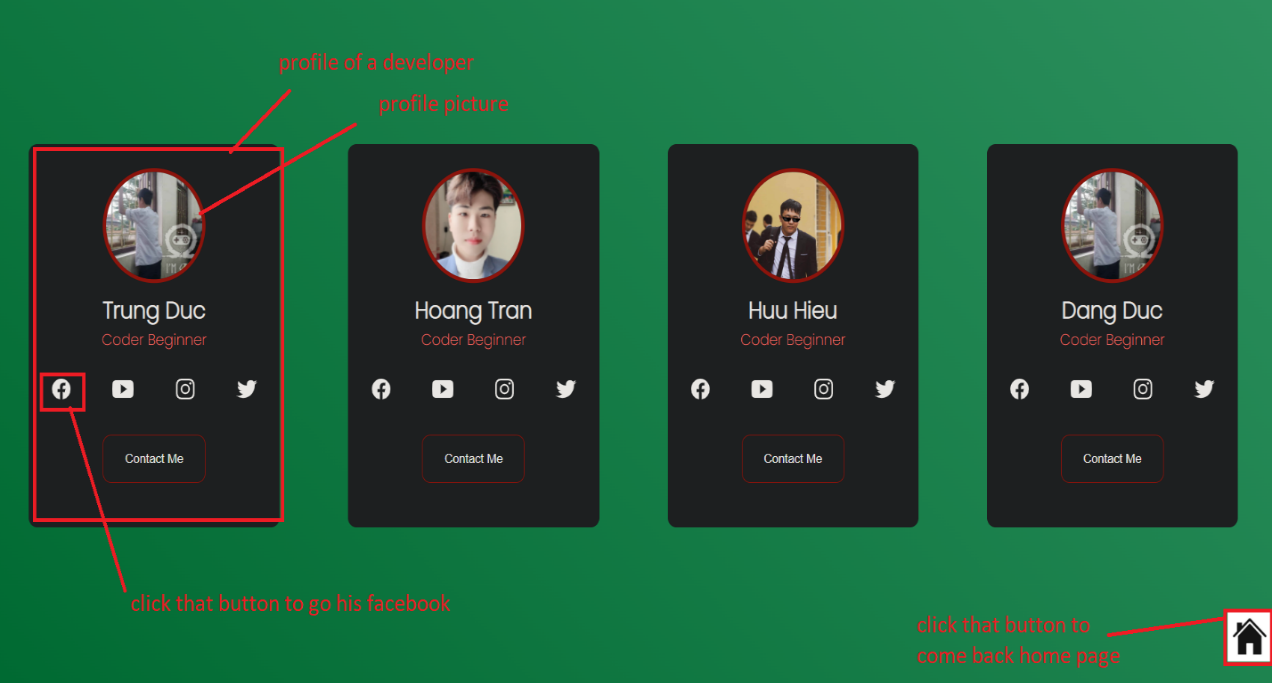 profile of a developer
profile picture
Trung Duc
Coder Beginner
Contact Me
Hoang Tran
Coder Beginner
Contact Me
Huu Hieu
Coder Beginner
Contact Me
Dang Duc
Coder Beginner
Contact Me
click that button to go his facebook
click that button to
come back home page